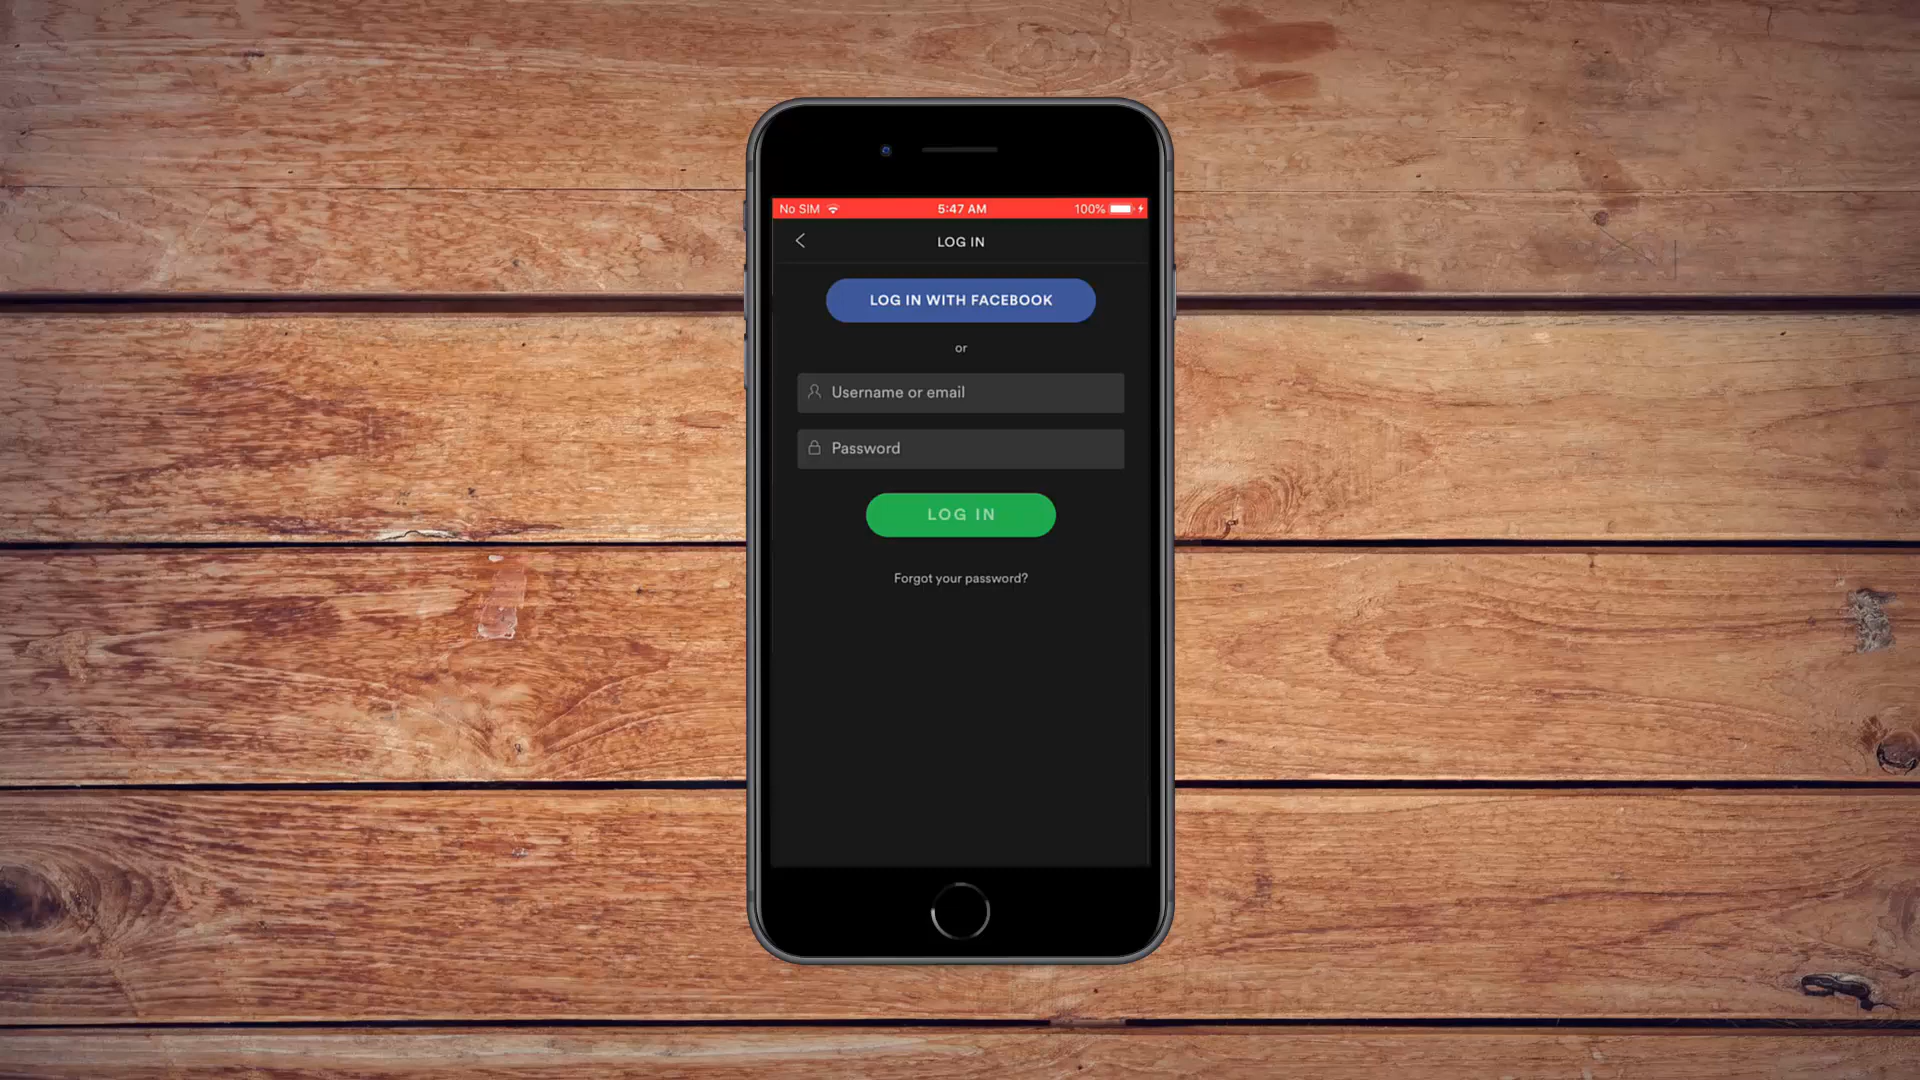 No SIM 5:47 AM 100%
LOG IN
LOG IN WITH FACEBOOK
or
Username or email
Password
LOG IN
Forgot your password?